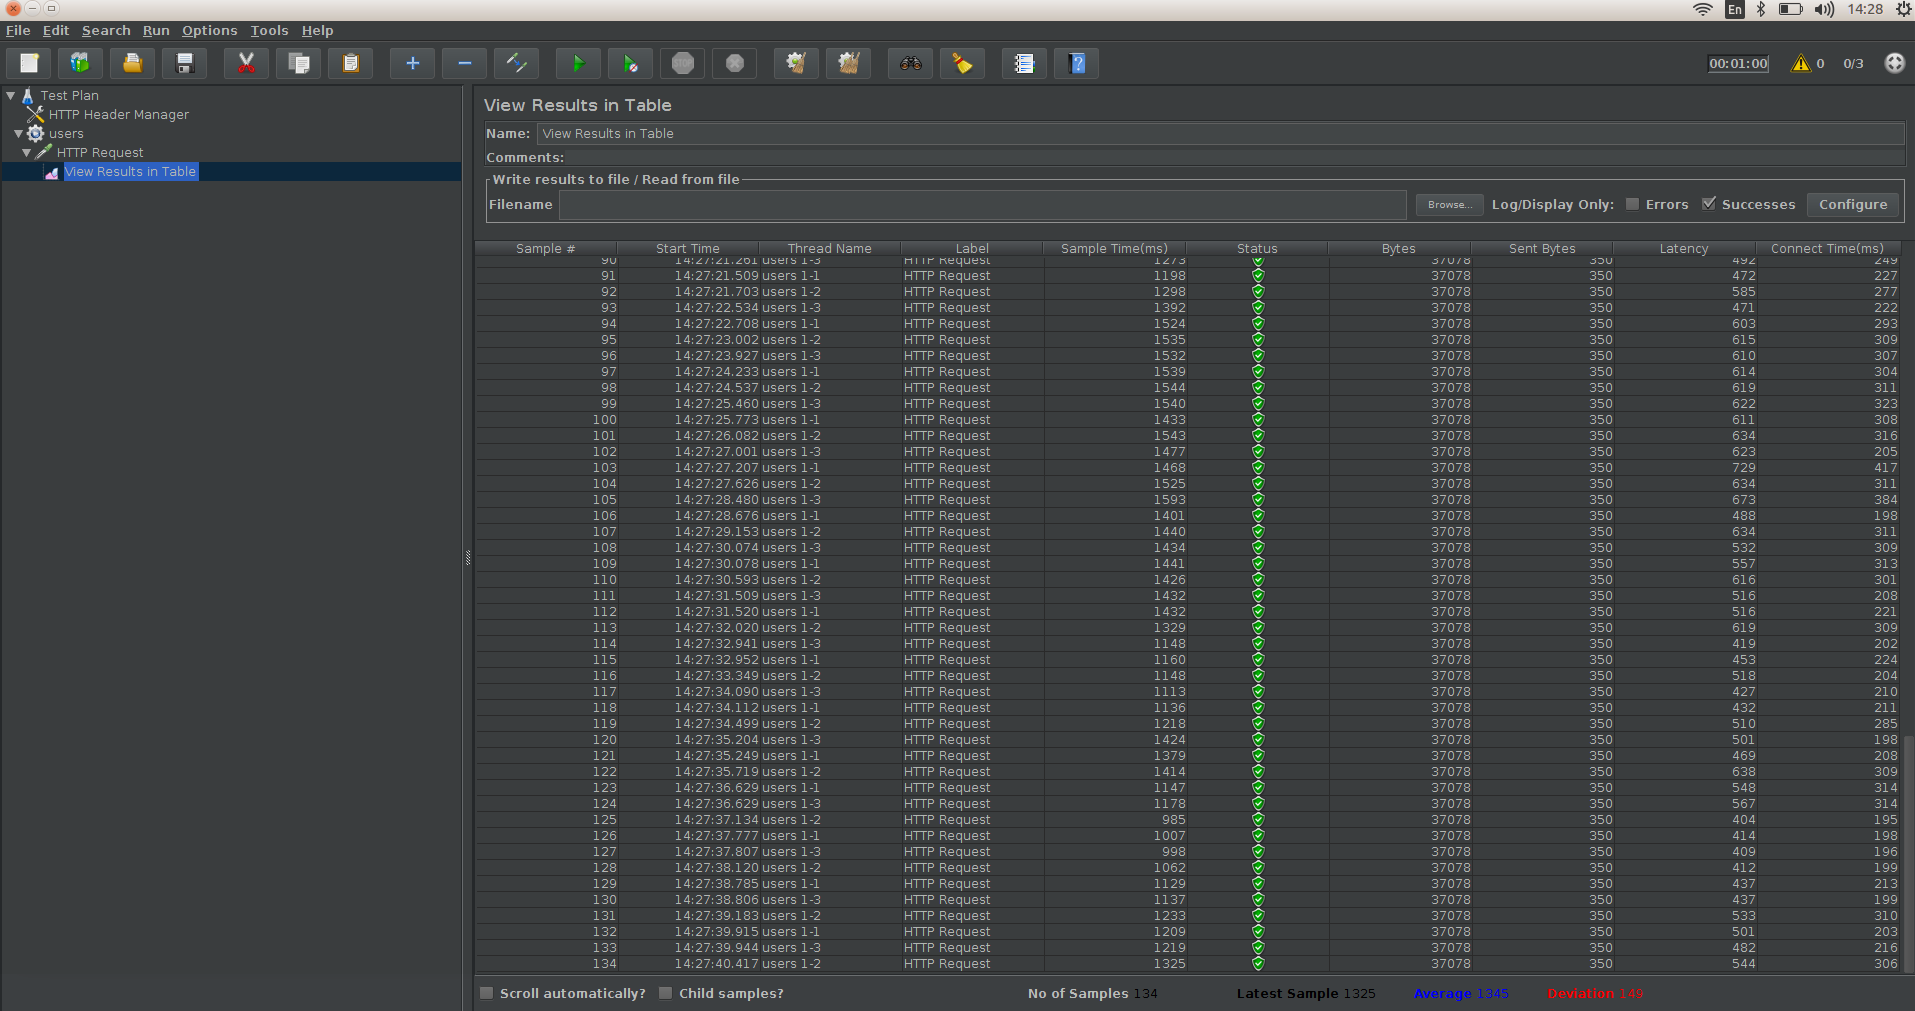 En 14:28
File Edit Search Run Options Tools Help
STOP 00:01:00 0 0/3
Test Plan
HTTP Header Manager
users
HTTP Request
View Results in Table
View Results in Table
Name: View Results in Table
Comments:
Write results to file / Read from file
Filename Browse... Log/Display Only: Errors Successes Configure
Sample # Start Time Thread Name Label Sample Time(ms) Status Bytes Sent Bytes Latency Connect Time(ms)
90 14:27:21.261 users 1-3 HTTP Request 1273 37078 350 492 249
91 14:27:21.509 users 1-1 HTTP Request 1198 37078 350 472 227
92 14:27:21.703 users 1-2 HTTP Request 1298 37078 350 585 277
93 14:27:22.534 users 1-3 HTTP Request 1392 37078 350 471 222
94 14:27:22.708 users 1-1 HTTP Request 1524 37078 350 603 293
95 14:27:23.002 users 1-2 HTTP Request 1535 37078 350 615 309
96 14:27:23.927 users 1-3 HTTP Request 1532 37078 350 610 307
97 14:27:24.233 users 1-1 HTTP Request 1539 37078 350 614 304
98 14:27:24.537 users 1-2 HTTP Request 1544 37078 350 619 311
99 14:27:25.460 users 1-3 HTTP Request 1540 37078 350 622 323
100 14:27:25.773 users 1-1 HTTP Request 1433 37078 350 611 308
101 14:27:26.082 users 1-2 HTTP Request 1543 37078 350 634 316
102 14:27:27.001 users 1-3 HTTP Request 1477 37078 350 623 205
103 14:27:27.207 users 1-1 HTTP Request 1468 37078 350 729 417
104 14:27:27.626 users 1-2 HTTP Request 1525 37078 350 634 311
105 14:27:28.480 users 1-3 HTTP Request 1593 37078 350 673 384
106 14:27:28.676 users 1-1 HTTP Request 1401 37078 350 488 198
107 14:27:29.153 users 1-2 HTTP Request 1440 37078 350 634 311
108 14:27:30.074 users 1-3 HTTP Request 1434 37078 350 532 309
109 14:27:30.078 users 1-1 HTTP Request 1441 37078 350 557 313
110 14:27:30.593 users 1-2 HTTP Request 1426 37078 350 616 301
111 14:27:31.509 users 1-3 HTTP Request 1432 37078 350 516 208
112 14:27:31.520 users 1-1 HTTP Request 1432 37078 350 516 221
113 14:27:32.020 users 1-2 HTTP Request 1329 37078 350 619 309
114 14:27:32.941 users 1-3 HTTP Request 1148 37078 350 419 202
115 14:27:32.952 users 1-1 HTTP Request 1160 37078 350 453 224
116 14:27:33.349 users 1-2 HTTP Request 1148 37078 350 518 204
117 14:27:34.090 users 1-3 HTTP Request 1113 37078 350 427 210
118 14:27:34.112 users 1-1 HTTP Request 1136 37078 350 432 211
119 14:27:34.499 users 1-2 HTTP Request 1218 37078 350 510 285
120 14:27:35.204 users 1-3 HTTP Request 1424 37078 350 501 198
121 14:27:35.249 users 1-1 HTTP Request 1379 37078 350 469 208
122 14:27:35.719 users 1-2 HTTP Request 1414 37078 350 638 309
123 14:27:36.629 users 1-1 HTTP Request 1147 37078 350 548 314
124 14:27:36.629 users 1-3 HTTP Request 1178 37078 350 567 314
125 14:27:37.134 users 1-2 HTTP Request 985 37078 350 404 195
126 14:27:37.777 users 1-1 HTTP Request 1007 37078 350 414 198
127 14:27:37.807 users 1-3 HTTP Request 998 37078 350 409 196
128 14:27:38.120 users 1-2 HTTP Request 1062 37078 350 412 199
129 14:27:38.785 users 1-1 HTTP Request 1129 37078 350 437 213
130 14:27:38.806 users 1-3 HTTP Request 1137 37078 350 437 199
131 14:27:39.183 users 1-2 HTTP Request 1233 37078 350 533 310
132 14:27:39.915 users 1-1 HTTP Request 1209 37078 350 501 203
133 14:27:39.944 users 1-3 HTTP Request 1219 37078 350 482 216
134 14:27:40.417 users 1-2 HTTP Request 1325 37078 350 544 306
Scroll automatically? Child samples? No of Samples 134 Latest Sample 1325 Average 1345 Deviation 149